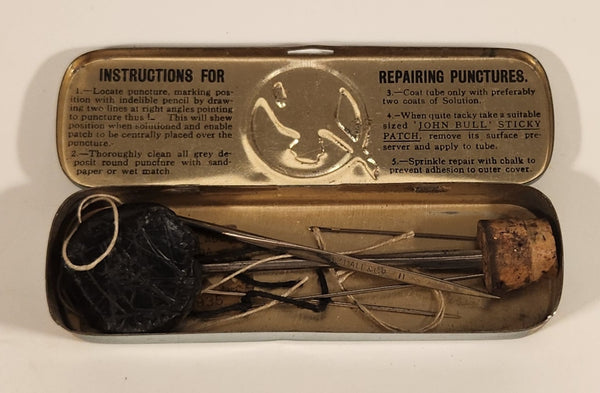 INSTRUCTIONS FOR
1.—Locate puncture, marking pos-
ition with indelible pencil by draw-
ing two lines at right angles pointing
to puncture thus This will shew
position when solutioned and enable
patch to be centrally placed over the
puncture.
2.—Thoroughly clean all grey de-
posit round puncture with sand-
paper or wet match
REPAIRING PUNCTURES.
3.—Coat tube only with preferably
two coats of Solution.
4.—When quite tacky take a suitable
sized 'JOHN BULL' STICKY
PATCH, remove its surface pre-
server and apply to tube.
5.—Sprinkle repair with chalk to
prevent adhesion to outer cover.